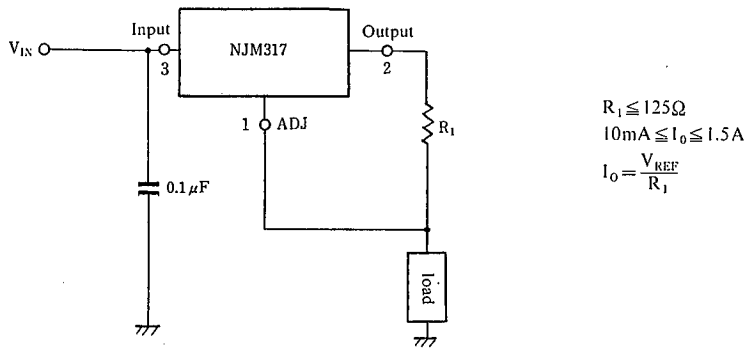 Input
Output
V_IN
NJM317
3
2
1
ADJ
R₁
0.1μF
load
R₁≦125Ω
10mA≦I₀≦1.5A
I₀=V_REF/R₁